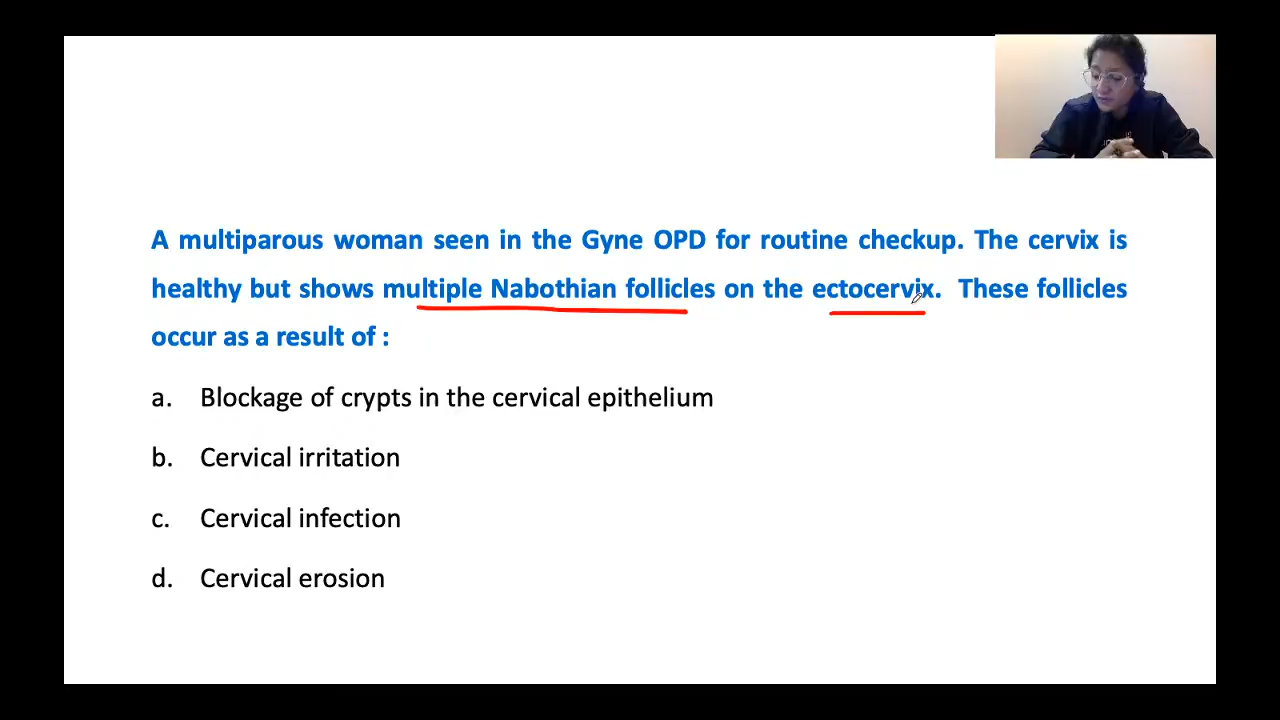 A multiparous woman seen in the Gyne OPD for routine checkup. The cervix is
healthy but shows multiple Nabothian follicles on the ectocervix. These follicles
occur as a result of :
a. Blockage of crypts in the cervical epithelium
b. Cervical irritation
c. Cervical infection
d. Cervical erosion